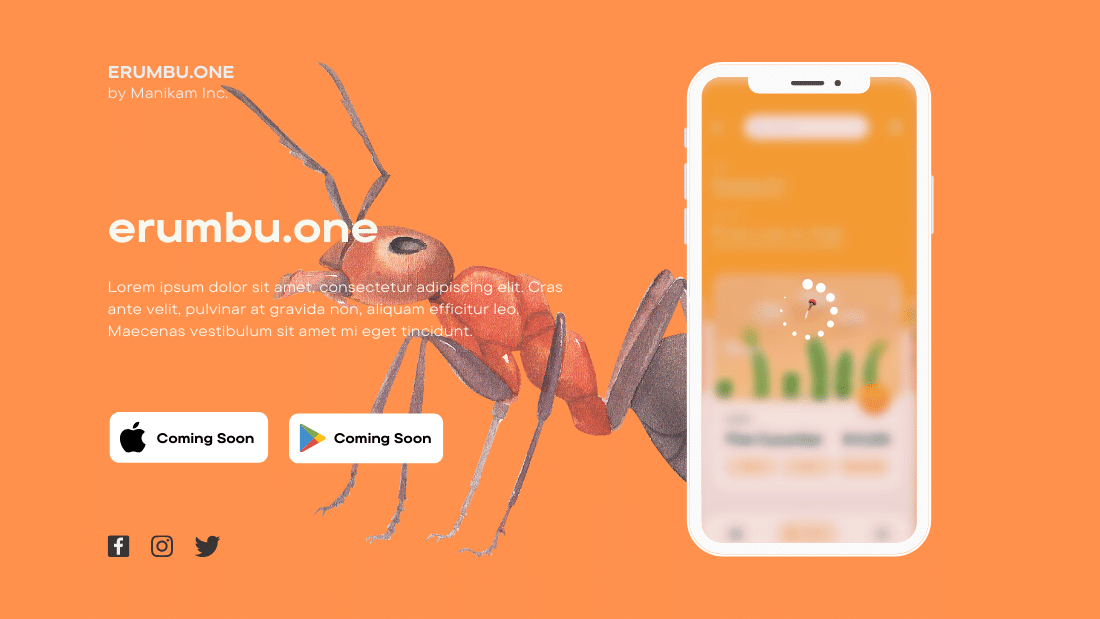 ERUMBU.ONE
by Manikam Inc.
erumbu.one
Lorem ipsum dolor sit amet, consectetur adipiscing elit. Cras
ante velit, pulvinar at gravida non, aliquam efficitur leo.
Maecenas vestibulum sit amet mi eget tincidunt.
Coming Soon
Coming Soon